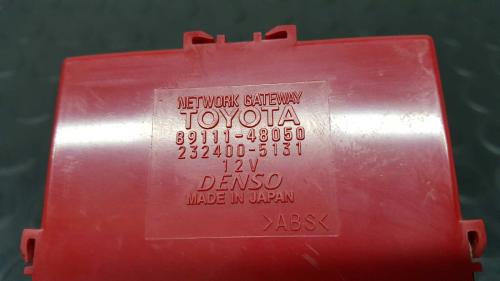 NETWORK GATEWAY
TOYOTA
89111-48050
232400-5131
12V
DENSO
MADE IN JAPAN
>ABS<